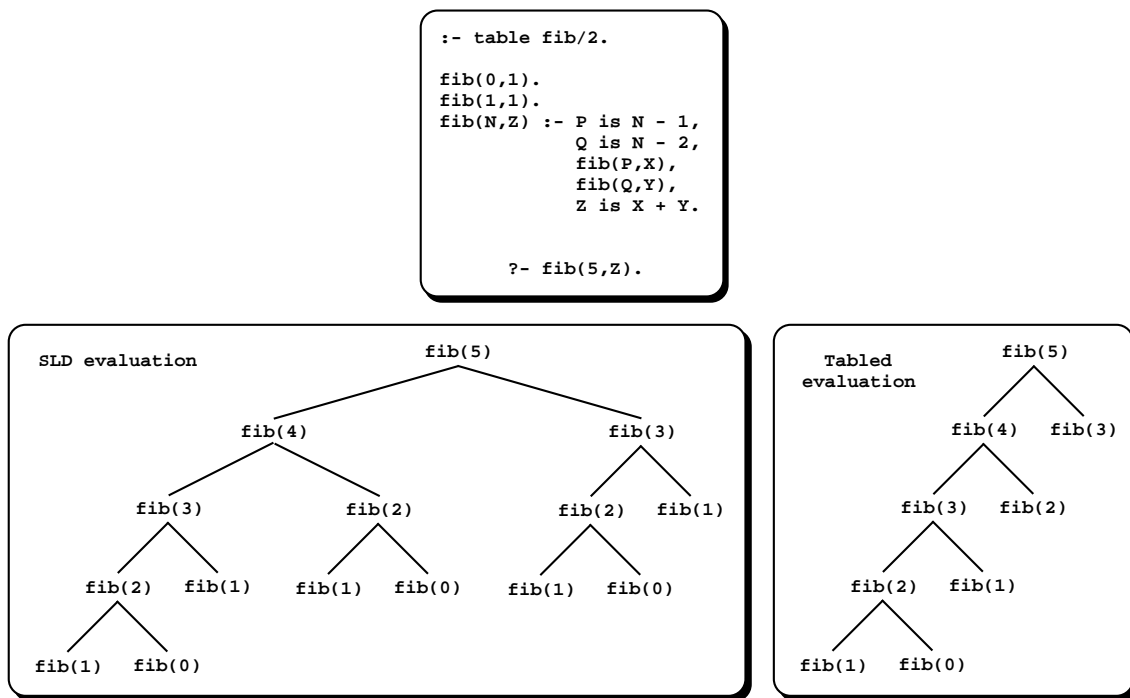 :- table fib/2.
fib(0,1).
fib(1,1).
fib(N,Z) :- P is N - 1,
Q is N - 2,
fib(P,X),
fib(Q,Y),
Z is X + Y.
?- fib(5,Z).
SLD evaluation
fib(5)
fib(4) fib(3)
fib(3) fib(2) fib(2) fib(1)
fib(2) fib(1) fib(1) fib(0) fib(1) fib(0)
fib(1) fib(0)
Tabled
evaluation
fib(5)
fib(4) fib(3)
fib(3) fib(2)
fib(2) fib(1)
fib(1) fib(0)